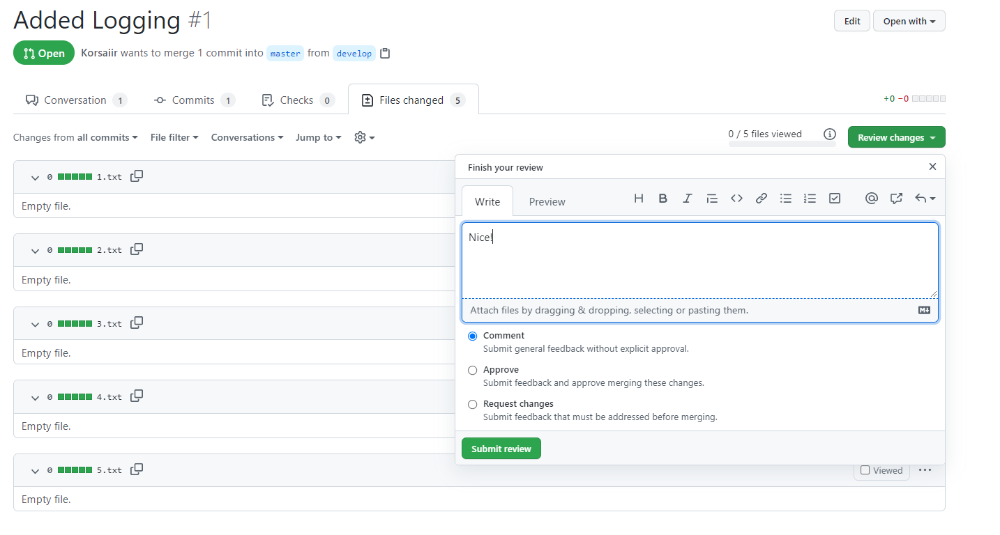 Added Logging #1
Edit
Open with
Open
Korsaiir wants to merge 1 commit into master from develop
Conversation 1
Commits 1
Checks 0
Files changed 5
+0 −0
Changes from all commits
File filter
Conversations
Jump to
0 / 5 files viewed
Review changes
0 1.txt
Empty file.
0 2.txt
Empty file.
0 3.txt
Empty file.
0 4.txt
Empty file.
0 5.txt
Viewed
Empty file.
Finish your review
Write
Preview
Nice!
Attach files by dragging & dropping, selecting or pasting them.
Comment
Submit general feedback without explicit approval.
Approve
Submit feedback and approve merging these changes.
Request changes
Submit feedback that must be addressed before merging.
Submit review